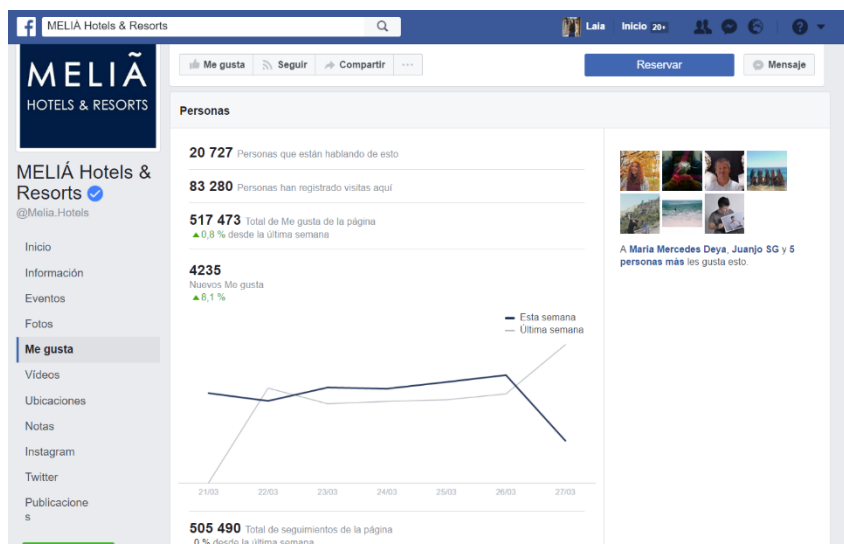 MELIÁ Hotels & Resorts
Laia
Inicio 20+
MELIÃ
HOTELS & RESORTS
MELIÁ Hotels &
Resorts
@Melia.Hotels
Inicio
Información
Eventos
Fotos
Me gusta
Vídeos
Ubicaciones
Notas
Instagram
Twitter
Publicacione
s
Me gusta
Seguir
Compartir
...
Reservar
Mensaje
Personas
20 727 Personas que están hablando de esto
83 280 Personas han registrado visitas aquí
517 473 Total de Me gusta de la página
0,8 % desde la última semana
4235
Nuevos Me gusta
8,1 %
Esta semana
Última semana
21/03 22/03 23/03 24/03 25/03 26/03 27/03
505 490 Total de seguimientos de la página
0 % desde la última semana
A Maria Mercedes Deya, Juanjo SG y 5
personas más les gusta esto.